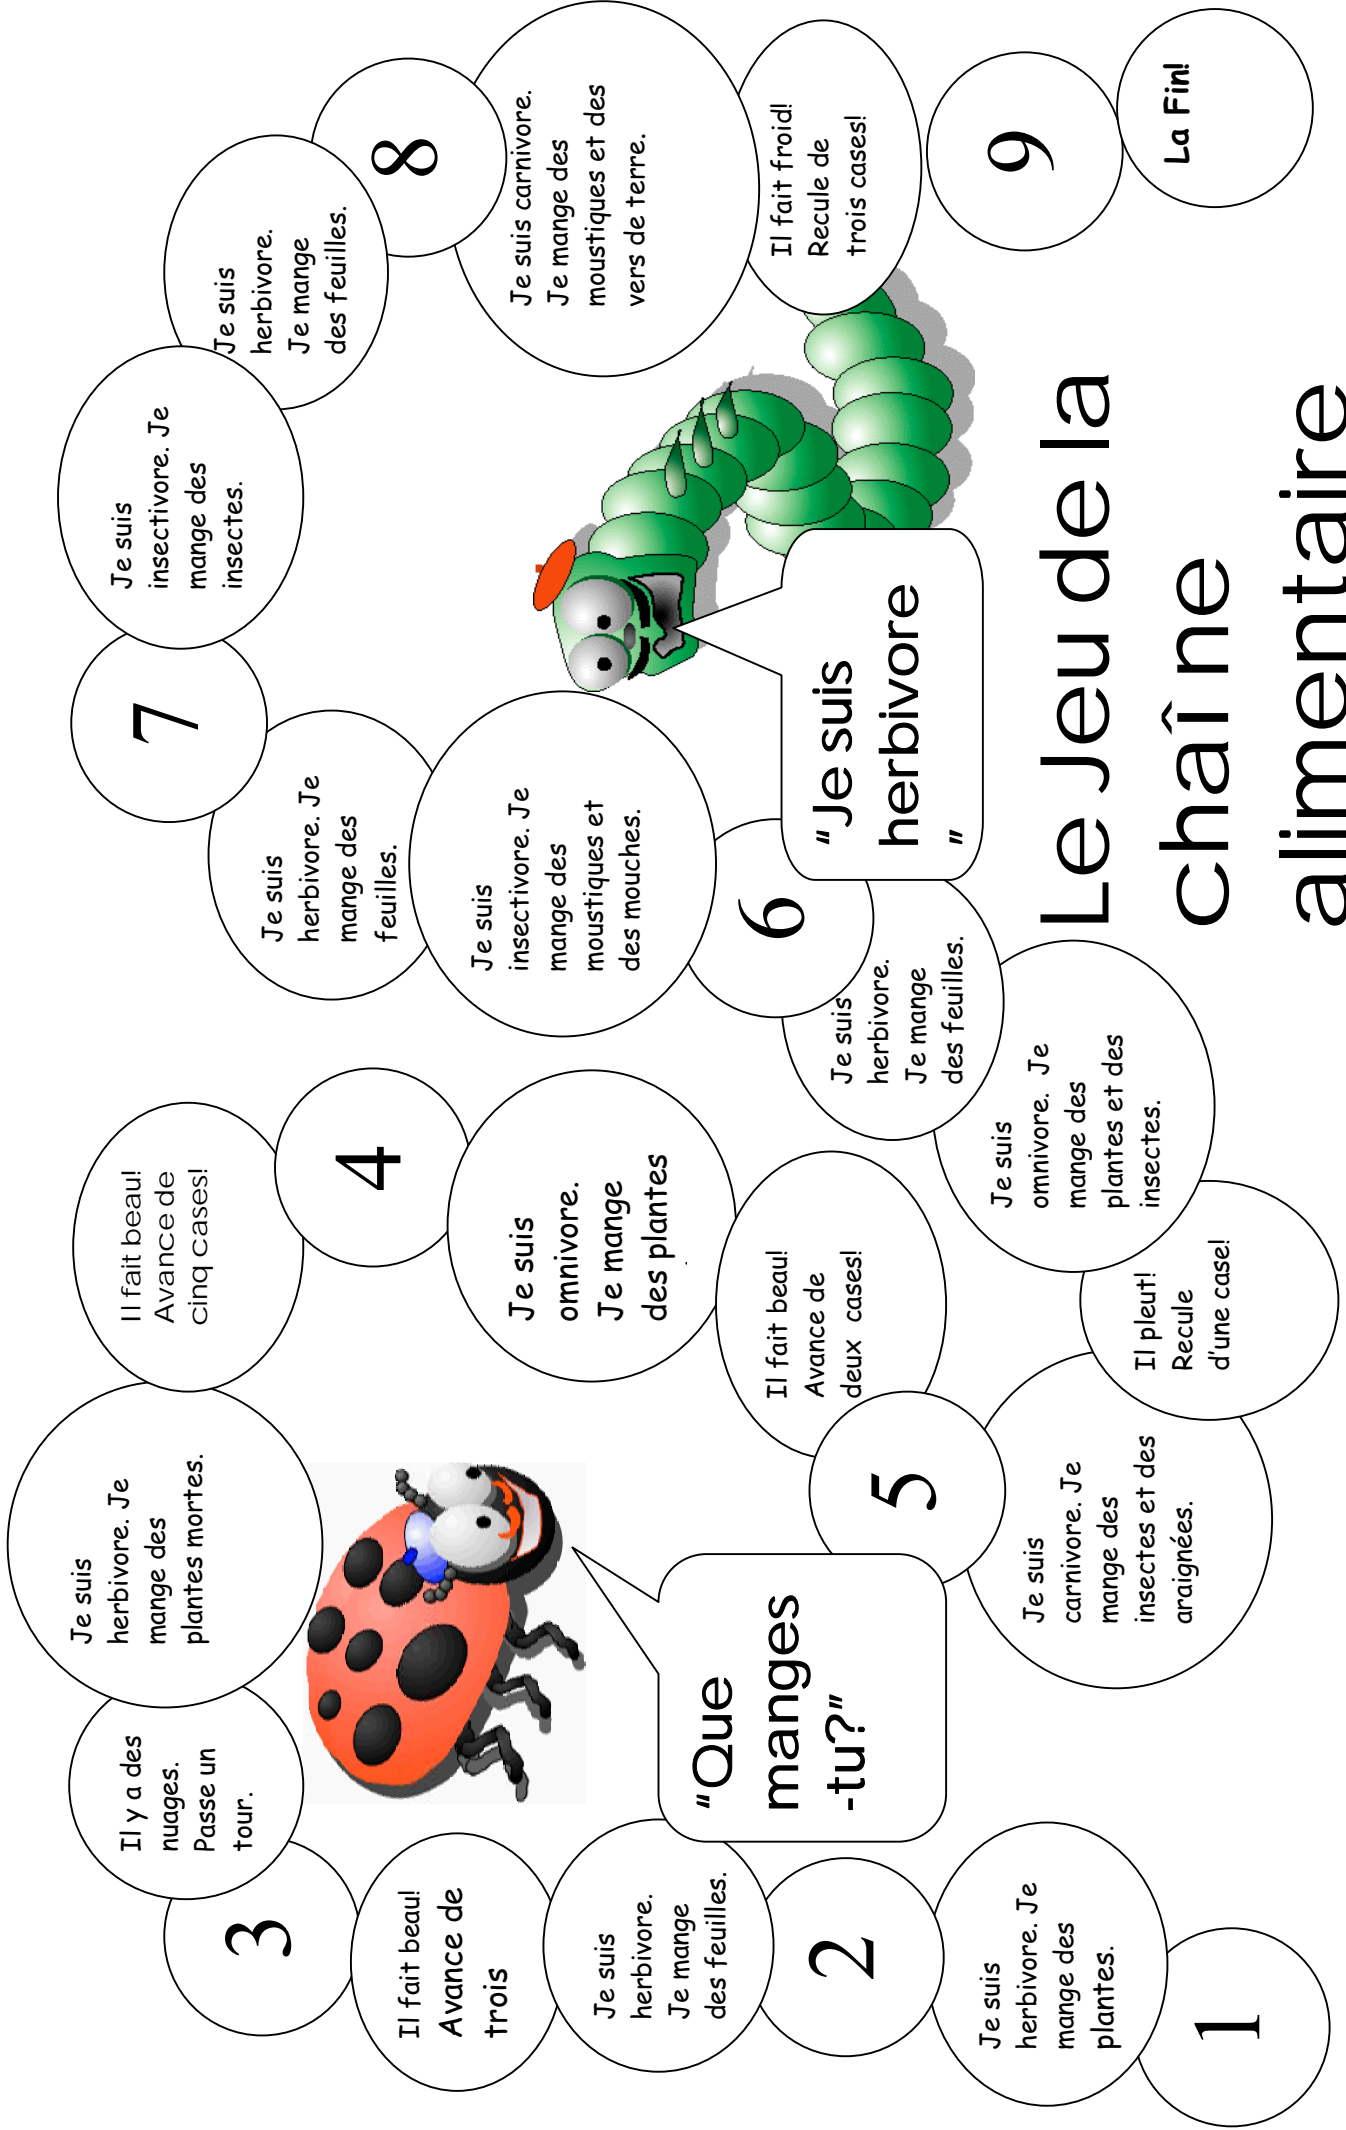 1
Je suis
herbivore. Je
mange des
plantes.
2
Je suis
herbivore.
Je mange
des feuilles.
Il fait beau!
Avance de
trois
3
Il y a des
nuages.
Passe un
tour.
Je suis
herbivore. Je
mange des
plantes mortes.
Il fait beau!
Avance de
cinq cases!
4
Je suis
omnivore.
Je mange
des plantes
Il fait beau!
Avance de
deux cases!
5
Je suis
carnivore. Je
mange des
insectes et des
araignées.
Il pleut!
Recule
d'une case!
Je suis
omnivore. Je
mange des
plantes et des
insectes.
Je suis
herbivore.
Je mange
des feuilles.
6
Je suis
insectivore. Je
mange des
moustiques et
des mouches.
Je suis
herbivore. Je
mange des
feuilles.
7
Je suis
insectivore. Je
mange des
insectes.
Je suis
herbivore.
Je mange
des feuilles.
8
Je suis carnivore.
Je mange des
moustiques et des
vers de terre.
Il fait froid!
Recule de
trois cases!
9
La Fin!
"Que
manges
-tu?"
"Je suis
herbivore
"
Le Jeu de la
chaîne
alimentaire